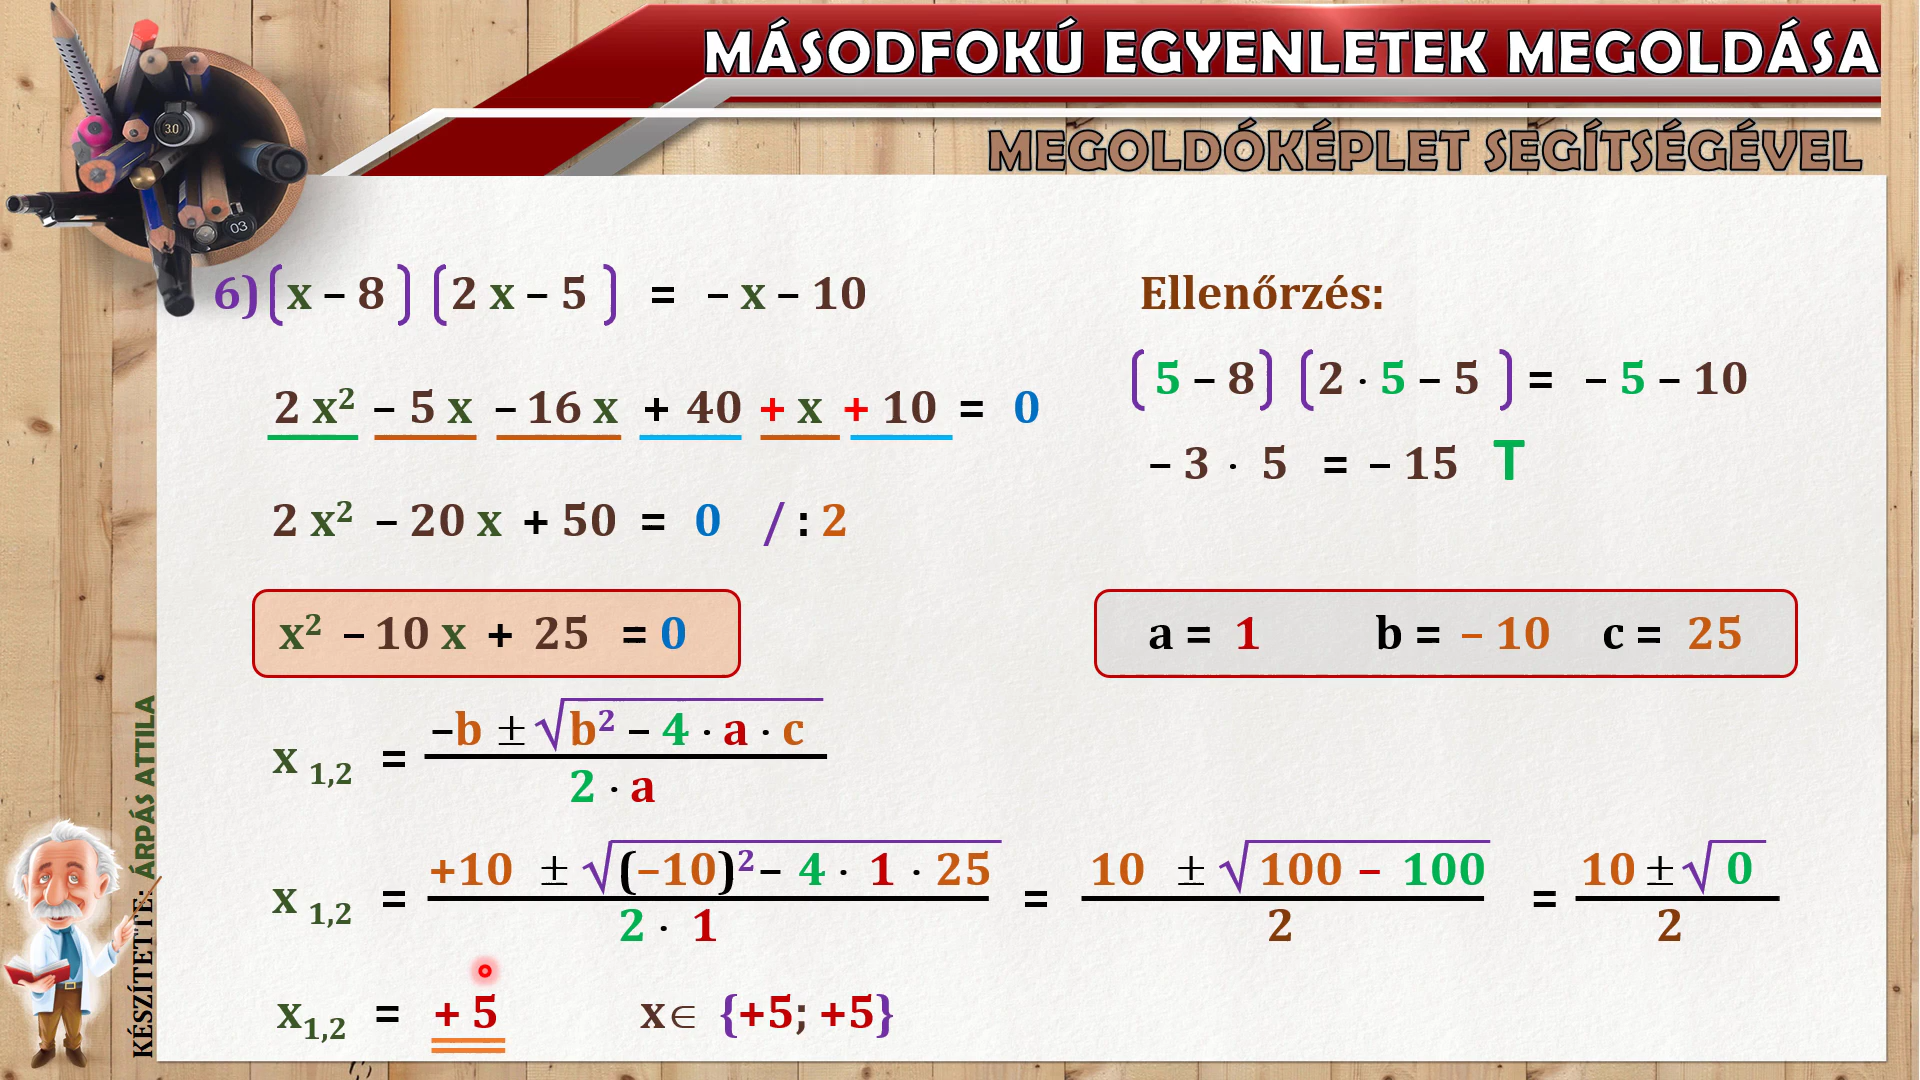 MÁSODFOKÚ EGYENLETEK MEGOLDÁSA
MEGOLDÓKÉPLET SEGÍTSÉGÉVEL
6) (x – 8) (2 x – 5) = – x – 10
2 x² – 5 x – 16 x + 40 + x + 10 = 0
2 x² – 20 x + 50 = 0 / : 2
x² – 10 x + 25 = 0
Ellenőrzés:
(5 – 8) (2 · 5 – 5) = – 5 – 10
– 3 · 5 = – 15 T
a = 1 b = – 10 c = 25
x 1,2 = (–b ± √(b² – 4 · a · c)) / (2 · a)
x 1,2 = (+10 ± √((–10)² – 4 · 1 · 25)) / (2 · 1) = (10 ± √(100 – 100)) / 2 = (10 ± √0) / 2
x1,2 = + 5 x∈ {+5; +5}
KÉSZÍTETTE: ÁRPÁS ATTILA
3.0
03